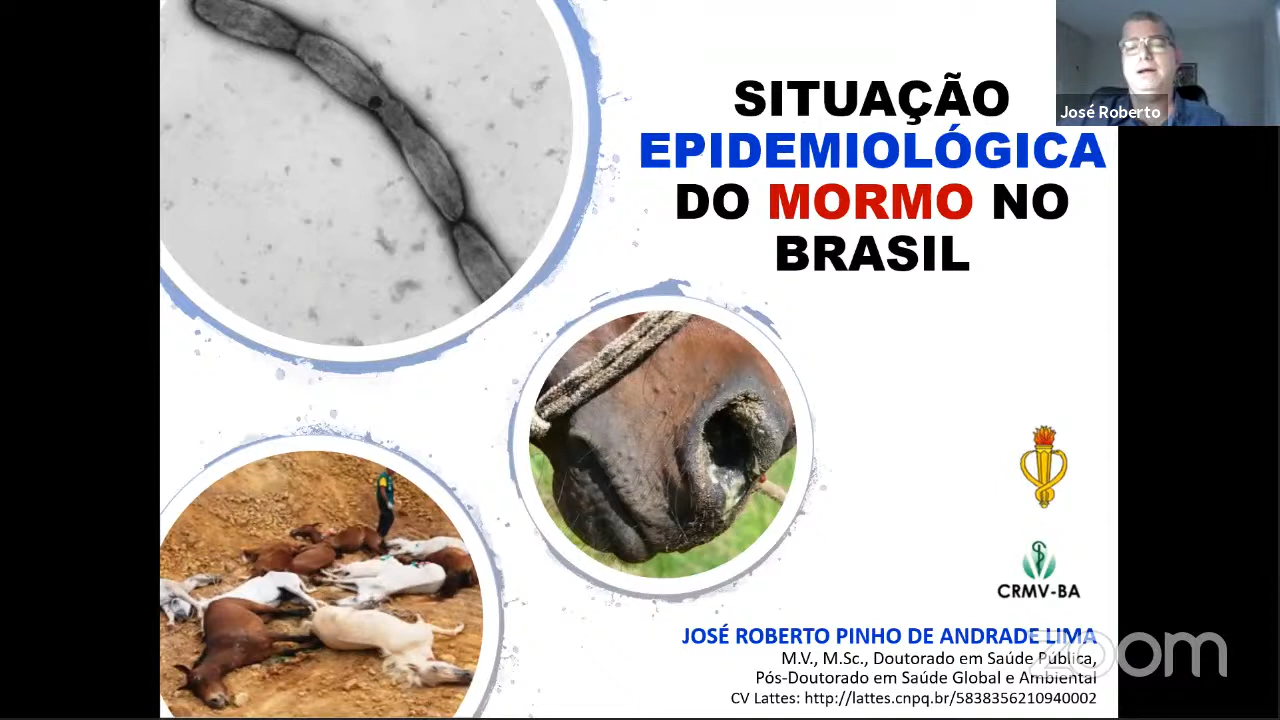 SITUAÇÃO
EPIDEMIOLÓGICA
DO MORMO NO
BRASIL
José Roberto
CRMV-BA
JOSÉ ROBERTO PINHO DE ANDRADE LIMA
M.V., M.Sc., Doutorado em Saúde Pública,
Pós-Doutorado em Saúde Global e Ambiental
CV Lattes: http://lattes.cnpq.br/5838356210940002
zoom